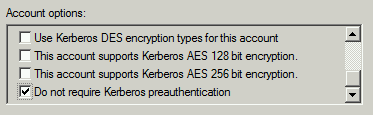 Account options:
Use Kerberos DES encryption types for this account
This account supports Kerberos AES 128 bit encryption.
This account supports Kerberos AES 256 bit encryption.
Do not require Kerberos preauthentication